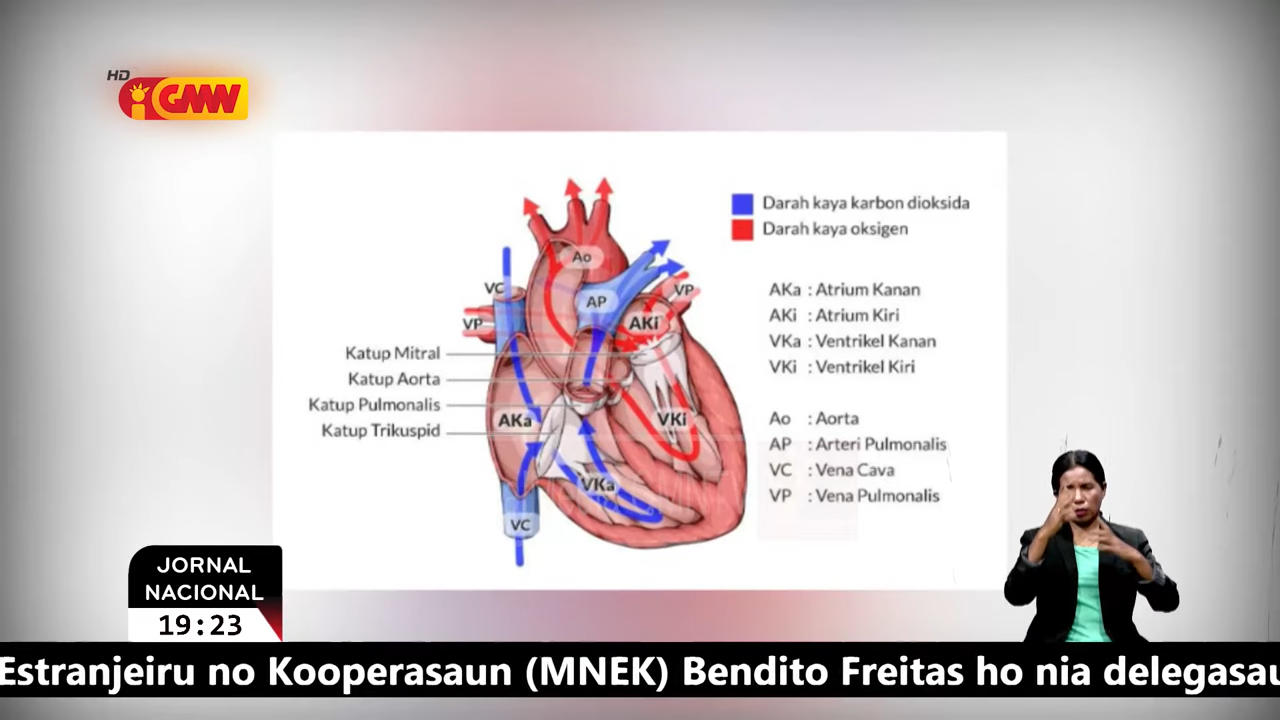 HD
GMN
Darah kaya karbon dioksida
Darah kaya oksigen
Ao
VC
AP
VP
VP
AKi
AKa : Atrium Kanan
AKi : Atrium Kiri
VKa : Ventrikel Kanan
VKi : Ventrikel Kiri
Katup Mitral
Katup Aorta
Katup Pulmonalis
Katup Trikuspid
AKa
VKi
VKa
VC
Ao : Aorta
AP : Arteri Pulmonalis
VC : Vena Cava
VP : Vena Pulmonalis
JORNAL
NACIONAL
19:23
Estranjeiru no Kooperasaun (MNEK) Bendito Freitas ho nia delegasau